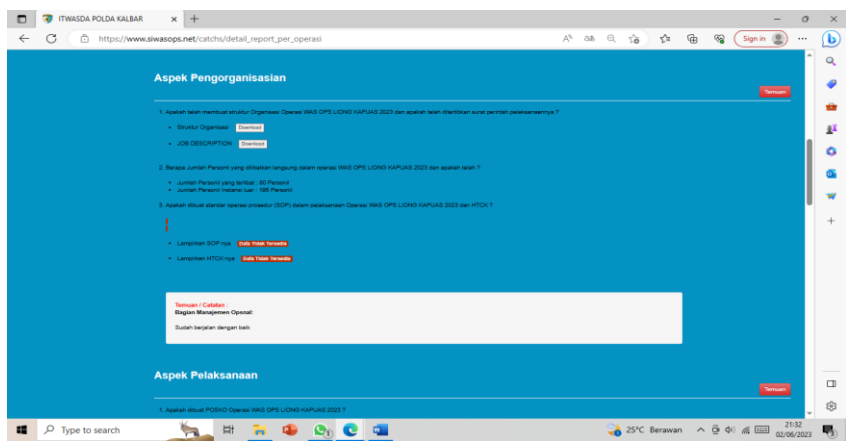 ITWASDA POLDA KALBAR
https://www.siwasops.net/catchs/detail_report_per_operasi
Sign in
Aspek Pengorganisasian
Temuan
1. Apakah telah membuat struktur Organisasi Operasi WAS OPS LIONG KAPUAS 2023 dan apakah telah diterbitkan surat perintah pelaksanaannya ?
• Struktur Organisasi Download
• JOB DESCRIPTION Download
2. Berapa Jumlah Personil yang dilibatkan langsung dalam operasi WAS OPS LIONG KAPUAS 2023 dan apakah telah ?
• Jumlah Personil yang terlibat : 60 Personil
• Jumlah Personil instansi luar : 198 Personil
3. Apakah dibuat standar operasi prosedur (SOP) dalam pelaksanaan Operasi WAS OPS LIONG KAPUAS 2023 dan HTCK ?
• Lampirkan SOP nya Data Tidak Tersedia
• Lampirkan HTCK nya Data Tidak Tersedia
Temuan / Catatan :
Bagian Manajemen Opsnal:
Sudah berjalan dengan baik
Aspek Pelaksanaan
Temuan
1. Apakah dibuat POSKO Operasi WAS OPS LIONG KAPUAS 2023 ?
Type to search
25°C Berawan
21:32
02/06/2023